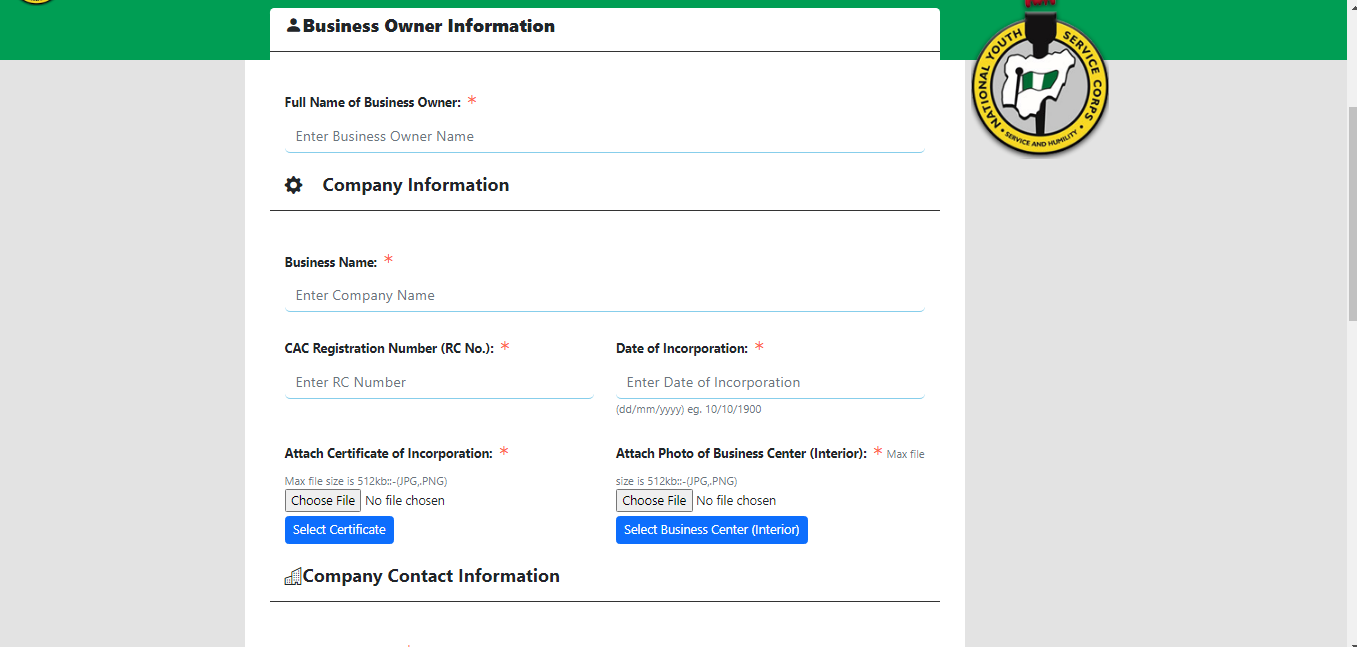 Business Owner Information
NATIONAL YOUTH SERVICE CORPS
SERVICE AND HUMILITY
Full Name of Business Owner: *
Enter Business Owner Name
Company Information
Business Name: *
Enter Company Name
CAC Registration Number (RC No.): * Date of Incorporation: *
Enter RC Number Enter Date of Incorporation
(dd/mm/yyyy) eg. 10/10/1900
Attach Certificate of Incorporation: * Attach Photo of Business Center (Interior): * Max file
Max file size is 512kb::-(JPG,.PNG) size is 512kb::-(JPG,.PNG)
Choose File No file chosen Choose File No file chosen
Select Certificate Select Business Center (Interior)
Company Contact Information